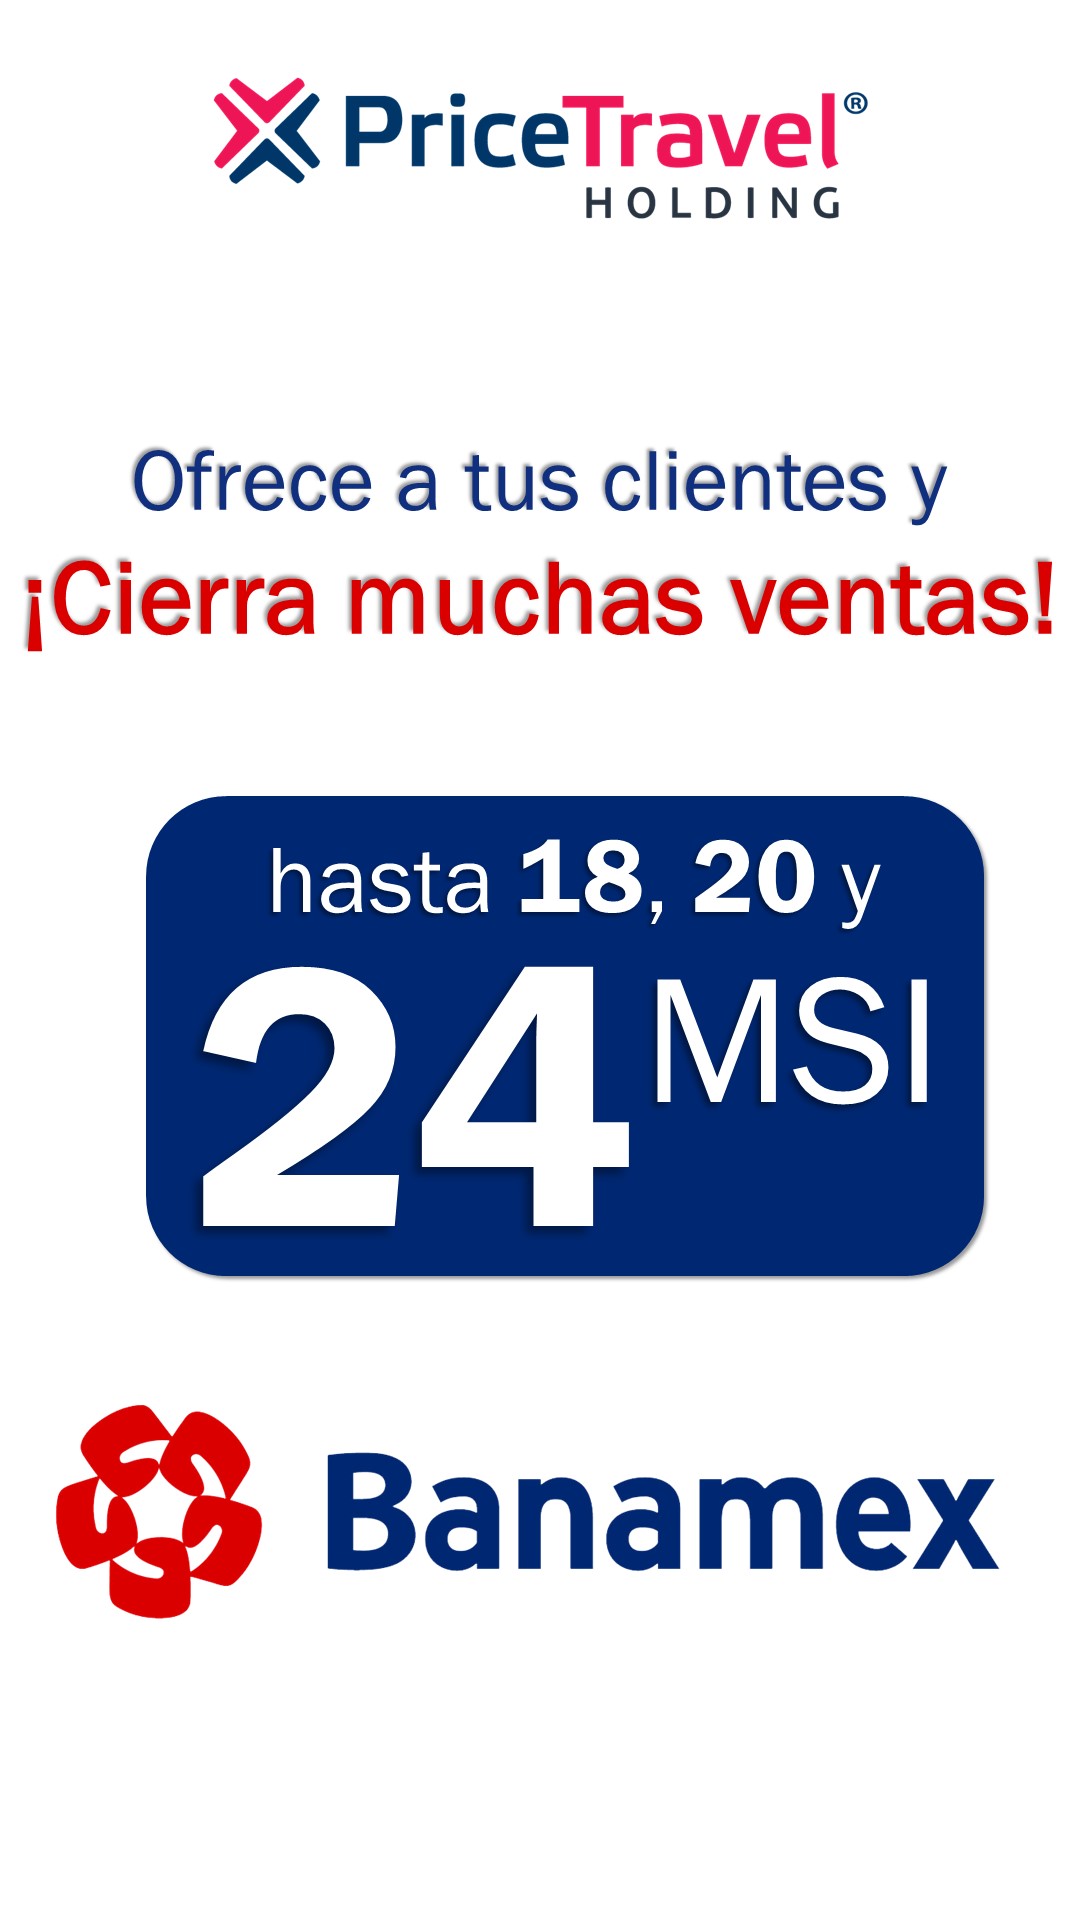 PriceTravel®
HOLDING
Ofrece a tus clientes y
¡Cierra muchas ventas!
hasta 18, 20 y
24 MSI
Banamex